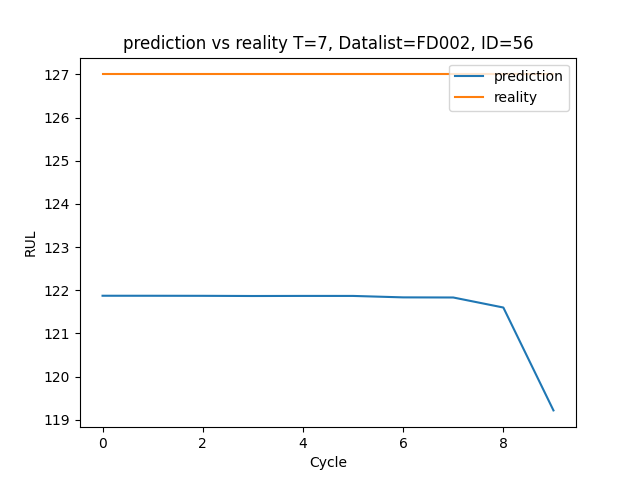 prediction vs reality T=7, Datalist=FD002, ID=56
127
126
125
124
123
122
121
120
119
RUL
prediction
reality
0 2 4 6 8
Cycle